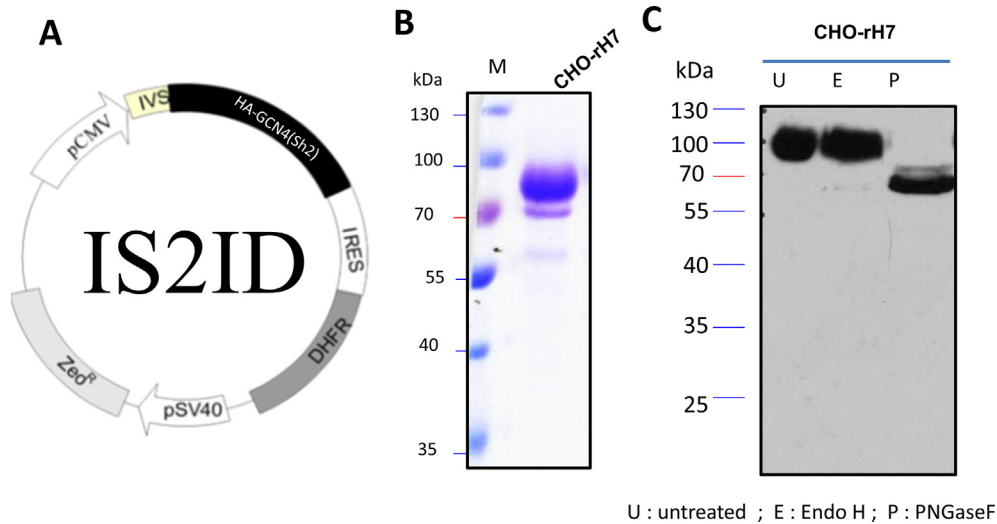 A
pCMV
IVS
HA-GCN4(Sh2)
IRES
DHFR
pSV40
Zeo^R
IS2ID
B
kDa
M
CHO-rH7
130
100
70
55
40
35
C
CHO-rH7
kDa
U E P
130
100
70
55
40
35
25
U : untreated ; E : Endo H ; P : PNGaseF